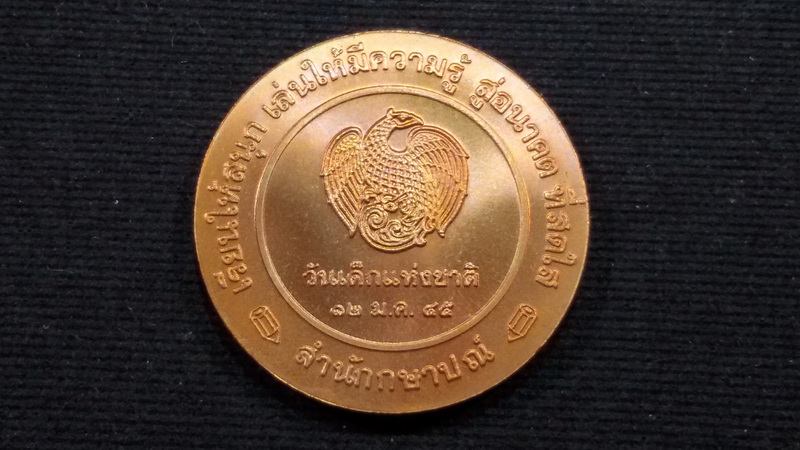 เรียนให้สนุก เล่นให้มีความรู้ สู่อนาคต ที่สดใส
วันเด็กแห่งชาติ
๑๒ ม.ค. ๔๕
สำนักกษาปณ์